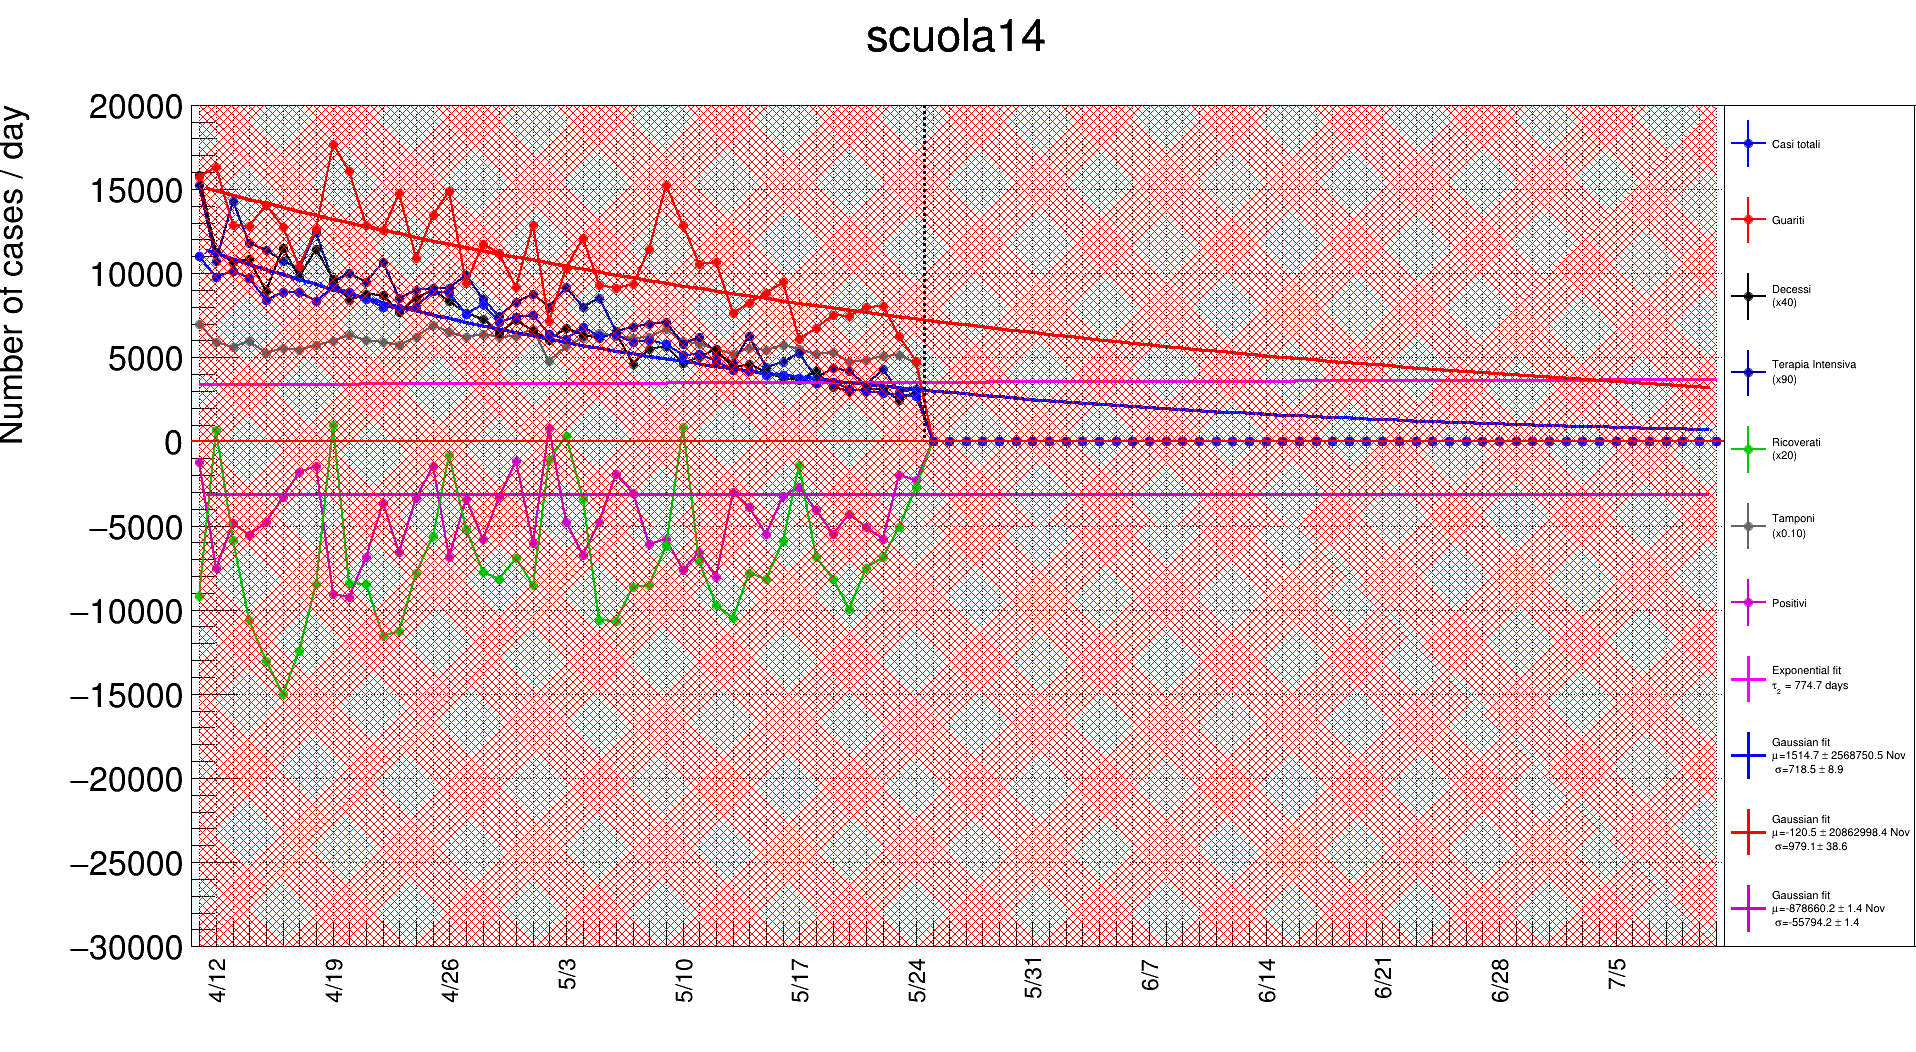 scuola14
Number of cases / day
20000
15000
10000
5000
0
−5000
−10000
−15000
−20000
−25000
−30000
4/12
4/19
4/26
5/3
5/10
5/17
5/24
5/31
6/7
6/14
6/21
6/28
7/5
Casi totali
Guariti
Decessi
(x40)
Terapia Intensiva
(x90)
Ricoverati
(x20)
Tamponi
(x0.10)
Positivi
Exponential fit
τ2 = 774.7 days
Gaussian fit
μ=1514.7 ± 2568750.5 Nov
σ=718.5 ± 8.9
Gaussian fit
μ=-120.5 ± 20862998.4 Nov
σ=979.1 ± 38.6
Gaussian fit
μ=-878660.2 ± 1.4 Nov
σ=-55794.2 ± 1.4